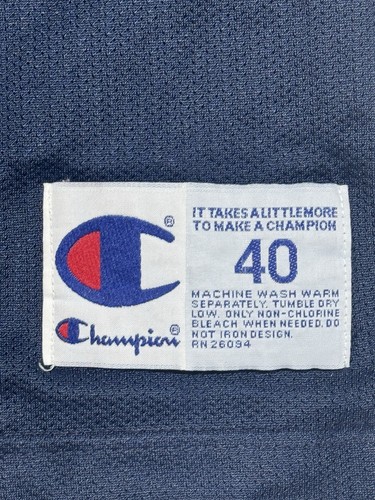 ®
Champion®
IT TAKES A LITTLE MORE
TO MAKE A CHAMPION
40
MACHINE WASH WARM
SEPARATELY. TUMBLE DRY
LOW. ONLY NON-CHLORINE
BLEACH WHEN NEEDED. DO
NOT IRON DESIGN.
RN 26094